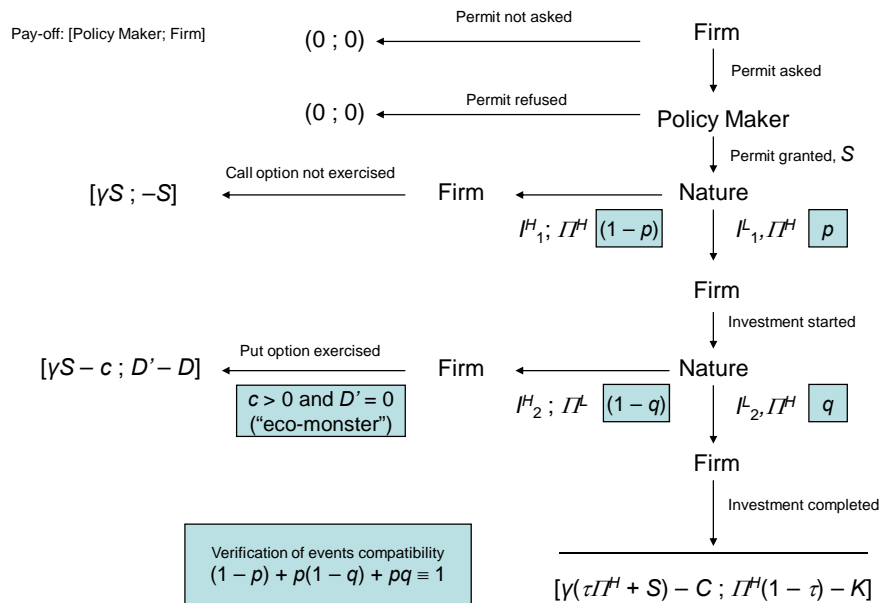 Permit not asked
Pay-off: [Policy Maker; Firm]
(0 ; 0)
Firm
Permit asked
Permit refused
(0 ; 0)
Policy Maker
Permit granted, S
Call option not exercised
[γS ; –S]
Firm
Nature
I^H_1; Π^H (1 – p)
I^L_1, Π^H p
Firm
Investment started
Put option exercised
[γS – c ; D’ – D]
Firm
Nature
c > 0 and D’ = 0
(“eco-monster”)
I^H_2 ; Π^L (1 – q)
I^L_2, Π^H q
Firm
Investment completed
Verification of events compatibility
(1 – p) + p(1 – q) + pq ≡ 1
[γ(τΠ^H + S) – C ; Π^H(1 – τ) – K]